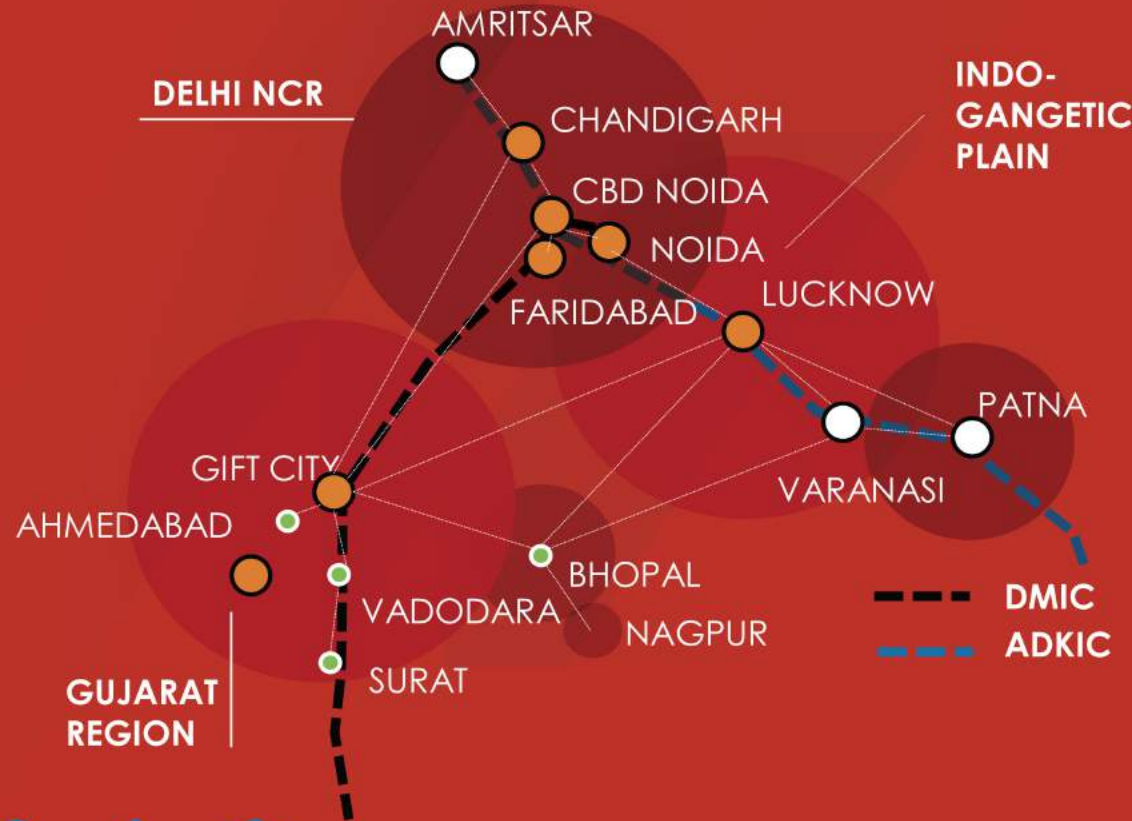 AMRITSAR
DELHI NCR
INDO-
GANGETIC
PLAIN
CHANDIGARH
CBD NOIDA
NOIDA
LUCKNOW
FARIDABAD
PATNA
GIFT CITY
VARANASI
AHMEDABAD
BHOPAL
VADODARA
DMIC
NAGPUR
ADKIC
SURAT
GUJARAT
REGION